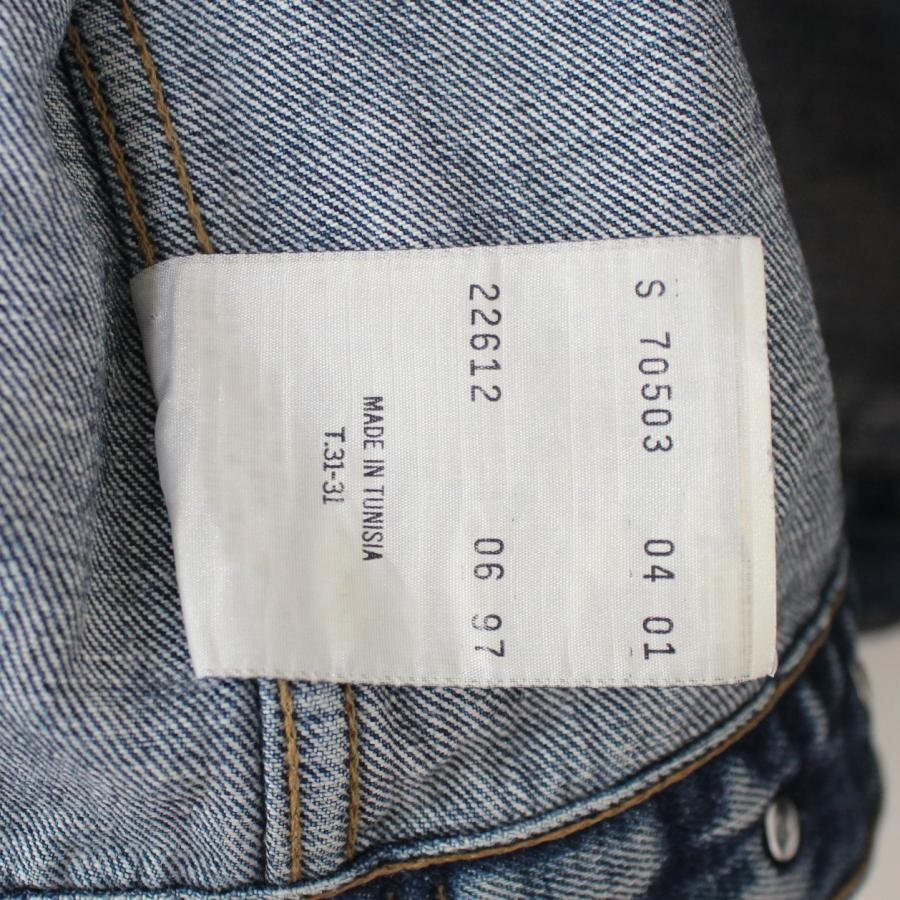 S 70503 04 01
22612 06 97
MADE IN TUNISIA
T.31-31